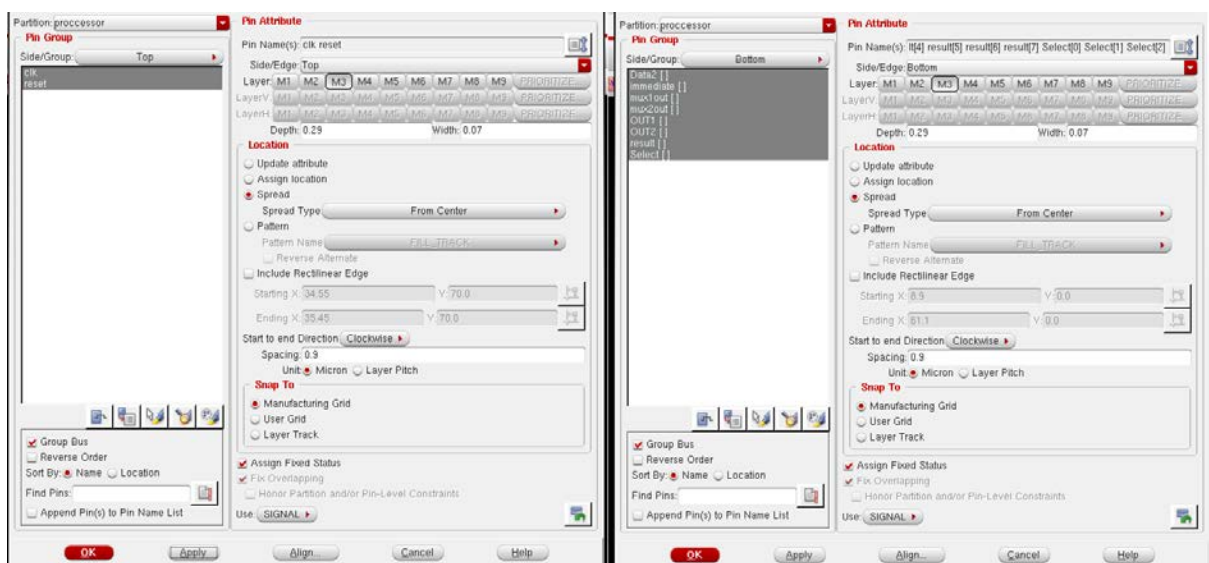 Partition: proccessor
Pin Group
Side/Group: Top
clk
reset
Group Bus
Reverse Order
Sort By: Name Location
Find Pins:
Append Pin(s) to Pin Name List
Pin Attribute
Pin Name(s): clk reset
Side/Edge: Top
Layer: M1 M2 M3 M4 M5 M6 M7 M8 M9 PRIORITIZE...
LayerV: M1 M2 M3 M4 M5 M6 M7 M8 M9 PRIORITIZE...
LayerH: M1 M2 M3 M4 M5 M6 M7 M8 M9 PRIORITIZE...
Depth: 0.29 Width: 0.07
Location
Update attribute
Assign location
Spread
Spread Type From Center
Pattern
Pattern Name FILL_TRACK
Reverse Alternate
Include Rectilinear Edge
Starting X: 34.55 Y: 70.0
Ending X: 35.45 Y: 70.0
Start to end Direction Clockwise
Spacing: 0.9
Unit: Micron Layer Pitch
Snap To
Manufacturing Grid
User Grid
Layer Track
Assign Fixed Status
Fix Overlapping
Honor Partition and/or Pin-Level Constraints
Use: SIGNAL
OK Apply Align... Cancel Help
Partition: proccessor
Pin Group
Side/Group: Bottom
Data2 [ ]
immediate [ ]
mux1out [ ]
mux2out [ ]
OUT1 [ ]
OUT2 [ ]
result [ ]
Select [ ]
Group Bus
Reverse Order
Sort By: Name Location
Find Pins:
Append Pin(s) to Pin Name List
Pin Attribute
Pin Name(s): lt[4] result[5] result[6] result[7] Select[0] Select[1] Select[2]
Side/Edge: Bottom
Layer: M1 M2 M3 M4 M5 M6 M7 M8 M9 PRIORITIZE...
LayerV: M1 M2 M3 M4 M5 M6 M7 M8 M9 PRIORITIZE...
LayerH: M1 M2 M3 M4 M5 M6 M7 M8 M9 PRIORITIZE...
Depth: 0.29 Width: 0.07
Location
Update attribute
Assign location
Spread
Spread Type From Center
Pattern
Pattern Name FILL_TRACK
Reverse Alternate
Include Rectilinear Edge
Starting X: 8.9 Y: 0.0
Ending X: 61.1 Y: 0.0
Start to end Direction Clockwise
Spacing: 0.9
Unit: Micron Layer Pitch
Snap To
Manufacturing Grid
User Grid
Layer Track
Assign Fixed Status
Fix Overlapping
Honor Partition and/or Pin-Level Constraints
Use: SIGNAL
OK Apply Align... Cancel Help